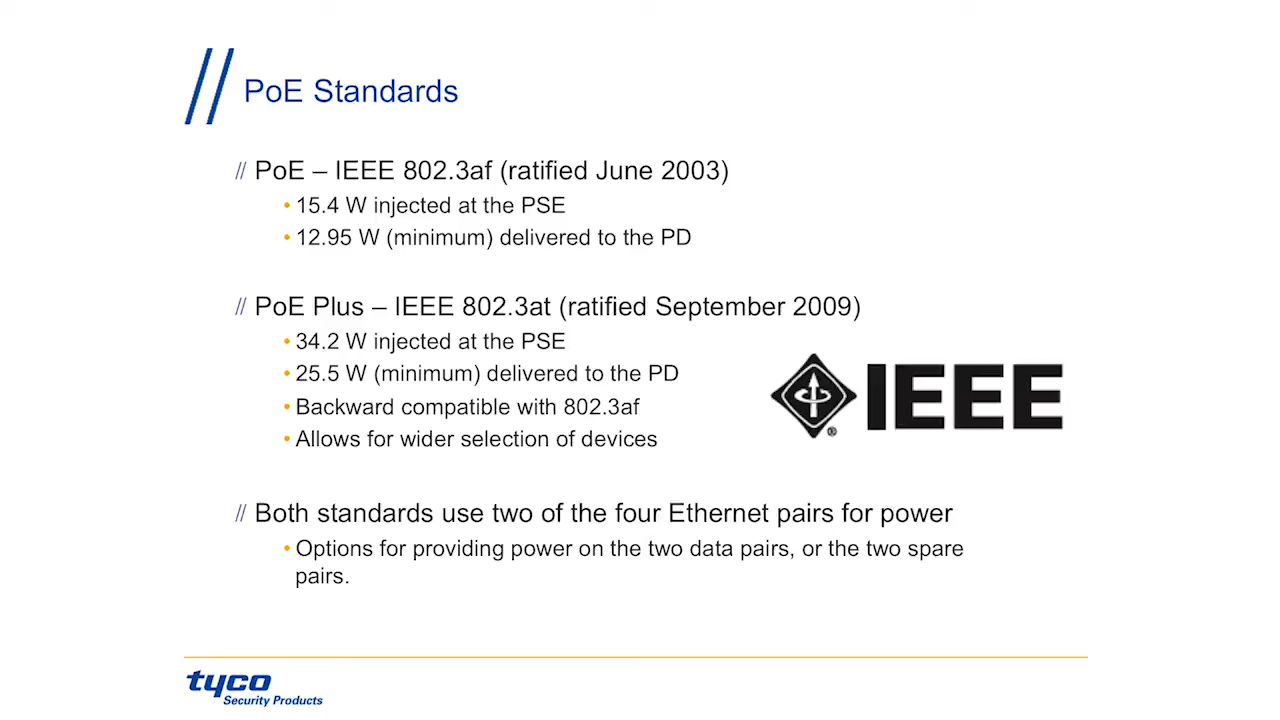 PoE Standards
// PoE – IEEE 802.3af (ratified June 2003)
• 15.4 W injected at the PSE
• 12.95 W (minimum) delivered to the PD
// PoE Plus – IEEE 802.3at (ratified September 2009)
• 34.2 W injected at the PSE
• 25.5 W (minimum) delivered to the PD
• Backward compatible with 802.3af
• Allows for wider selection of devices
IEEE
®
// Both standards use two of the four Ethernet pairs for power
• Options for providing power on the two data pairs, or the two spare
pairs.
tyco
Security Products